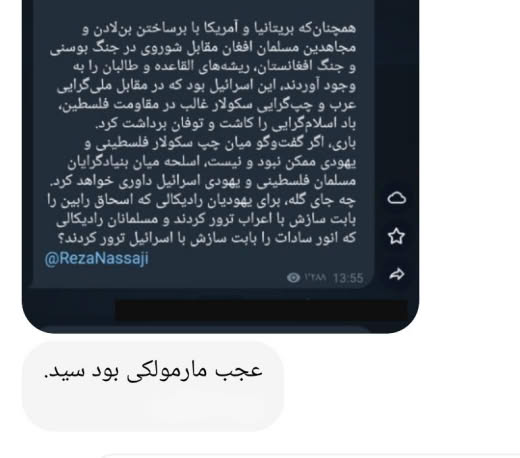 همچنان‌که بریتانیا و آمریکا با برساختن بن‌لادن و
مجاهدین مسلمان افغان مقابل شوروی در جنگ بوسنی
و جنگ افغانستان، ریشه‌های القاعده و طالبان را به
وجود آوردند، این اسرائیل بود که در مقابل ملی‌گرایی
عرب و چپ‌گرایی سکولار غالب در مقاومت فلسطین،
باد اسلام‌گرایی را کاشت و توفان برداشت کرد.
باری، اگر گفت‌وگو میان چپ سکولار فلسطینی و
یهودی ممکن نبود و نیست، اسلحه میان بنیادگرایان
مسلمان فلسطینی و یهودی اسرائیل داوری خواهد کرد.
چه جای گله، برای یهودیان رادیکالی که اسحاق رابین را
بابت سازش با اعراب ترور کردند و مسلمانان رادیکالی
که انور سادات را بابت سازش با اسرائیل ترور کردند؟
@RezaNassaji
13:55
عجب مارمولکی بود سید.